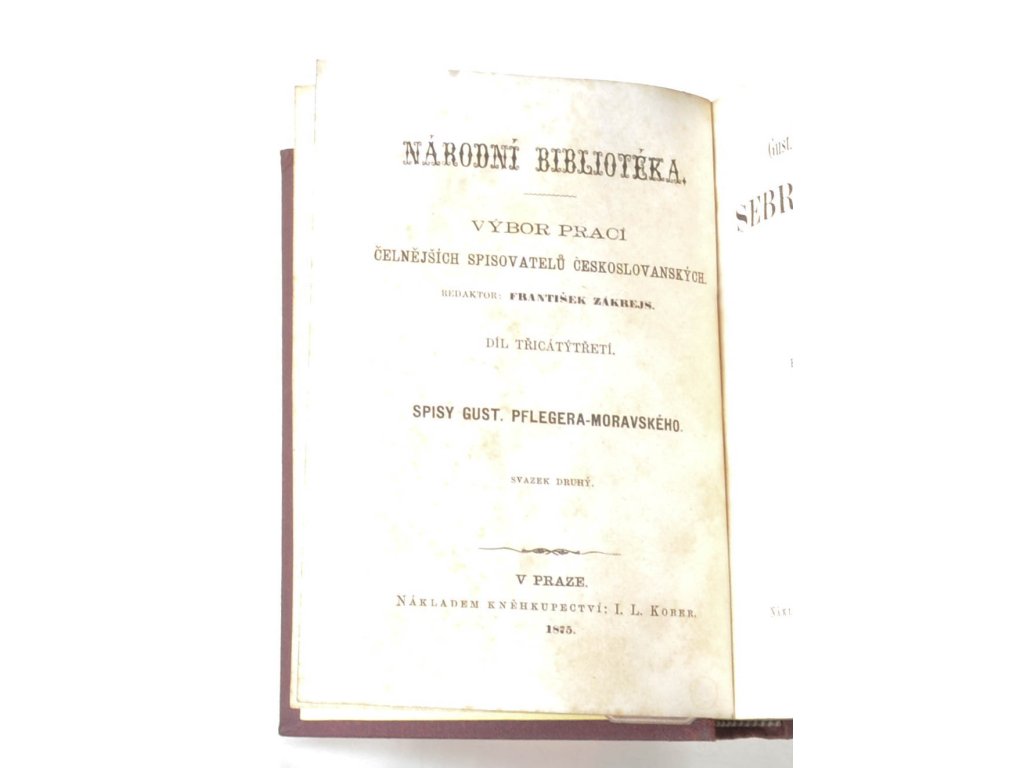 NÁRODNÍ BIBLIOTÉKA.
VÝBOR PRACÍ
ČELNĚJŠÍCH SPISOVATELŮ ČESKOSLOVANSKÝCH.
REDAKTOR: FRANTIŠEK ZÁKREJS.
DÍL TŘICÁTÝTŘETÍ.
SPISY GUST. PFLEGERA-MORAVSKÉHO.
SVAZEK DRUHÝ.
V PRAZE.
NÁKLADEM KNĚHKUPECTVÍ: I. L. KOBER.
1875.